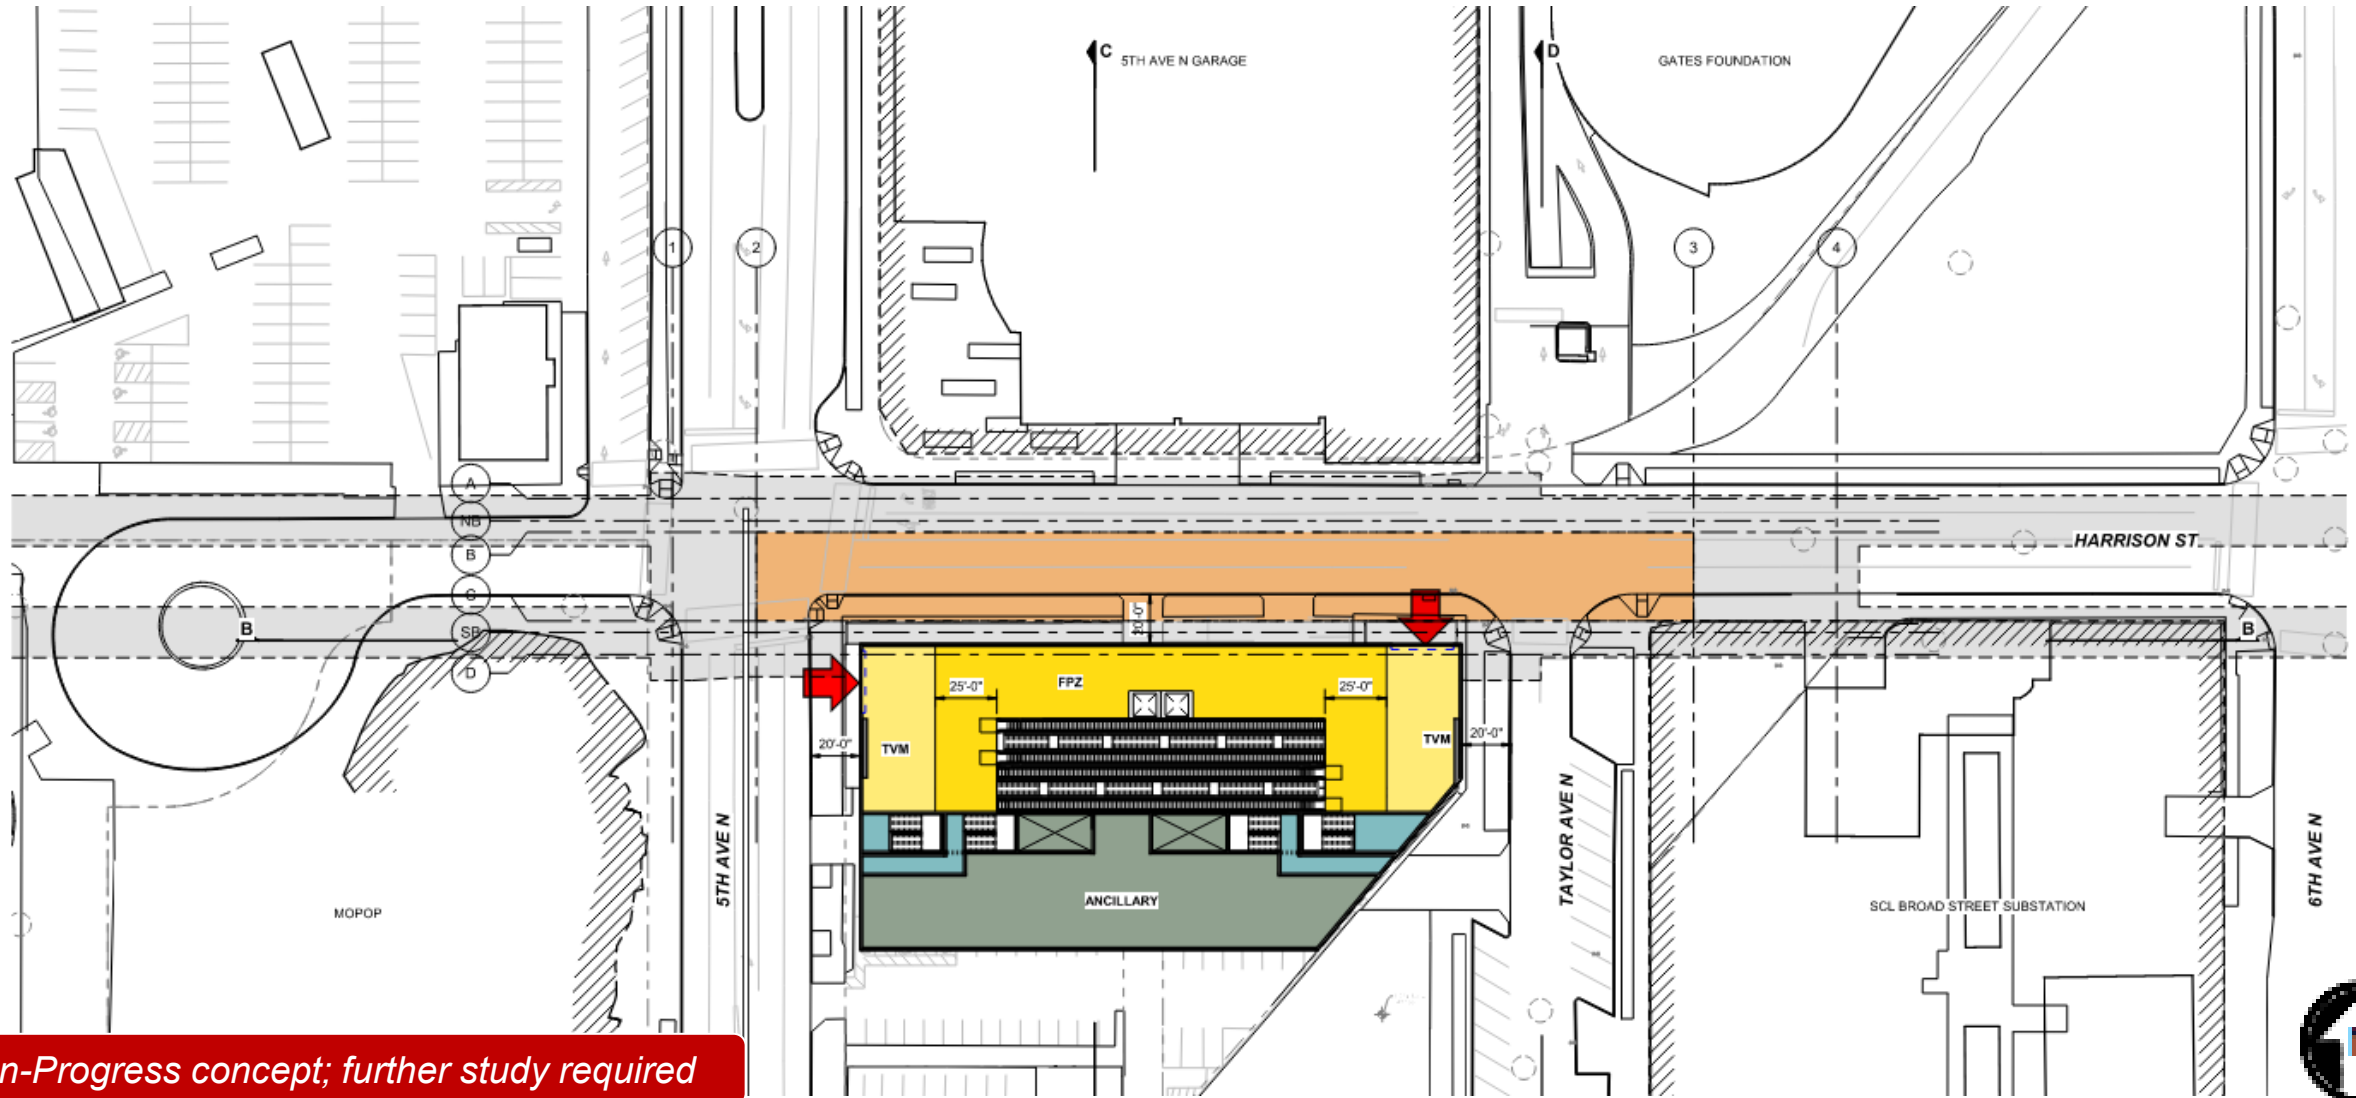 C
5TH AVE N GARAGE
D
GATES FOUNDATION
1
2
3
4
A
NB
B
C
SB
D
B
HARRISON ST
B
20'-0"
25'-0"
FPZ
25'-0"
20'-0"
TVM
TVM
20'-0"
5TH AVE N
TAYLOR AVE N
6TH AVE N
ANCILLARY
MOPOP
SCL BROAD STREET SUBSTATION
n-Progress concept; further study required